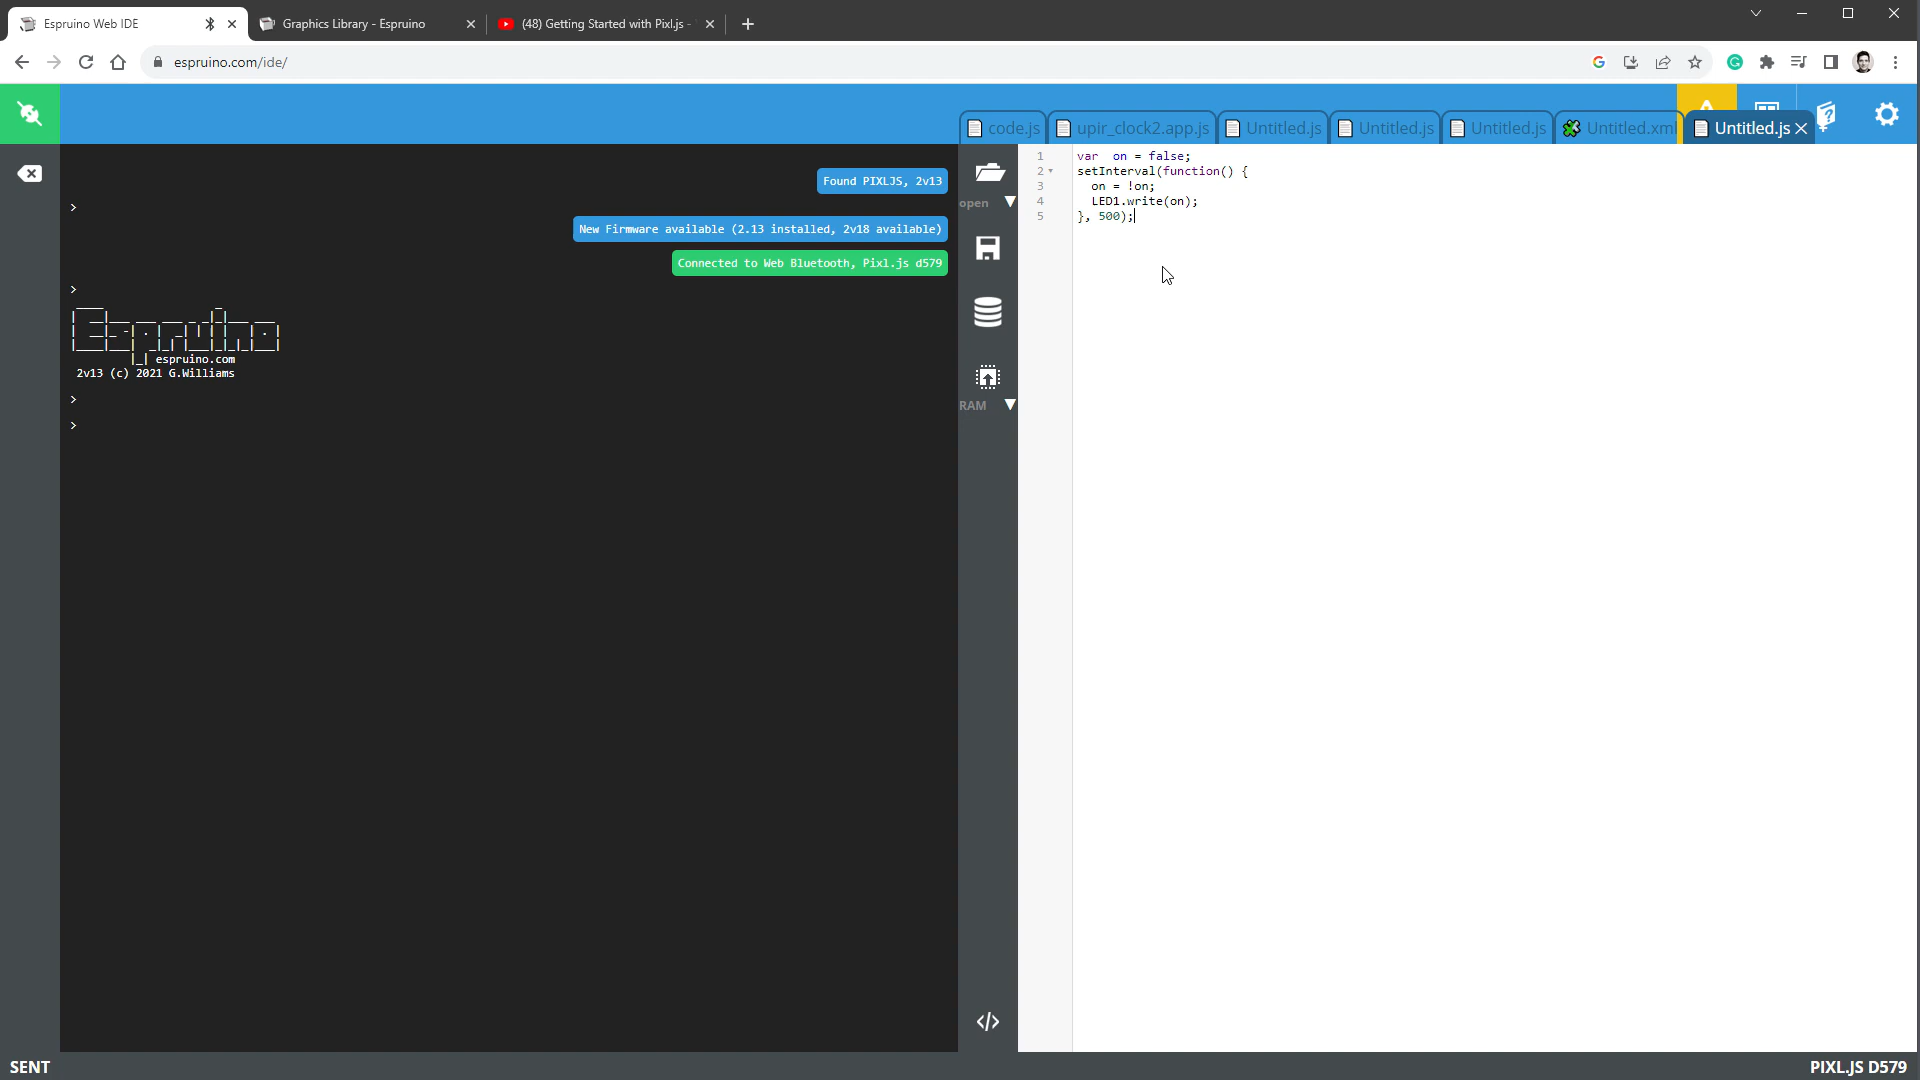 Espruino Web IDE
Graphics Library - Espruino
(48) Getting Started with Pixl.js -
espruino.com/ide/
code.js
upir_clock2.app.js
Untitled.js
Untitled.js
Untitled.js
Untitled.xml
Untitled.js
Found PIXLJS, 2v13
>
New Firmware available (2.13 installed, 2v18 available)
Connected to Web Bluetooth, Pixl.js d579
>
Espruino
espruino.com
2v13 (c) 2021 G.Williams
>
>
open
RAM
1 var  on = false;
2 setInterval(function() {
3   on = !on;
4   LED1.write(on);
5 }, 500);
SENT
PIXL.JS D579